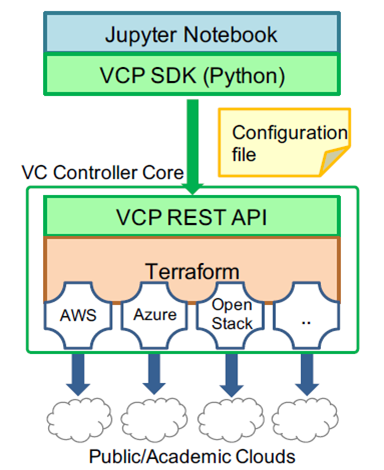 Jupyter Notebook
VCP SDK (Python)
Configuration
file
VC Controller Core
VCP REST API
Terraform
AWS
Azure
Open
Stack
..
Public/Academic Clouds